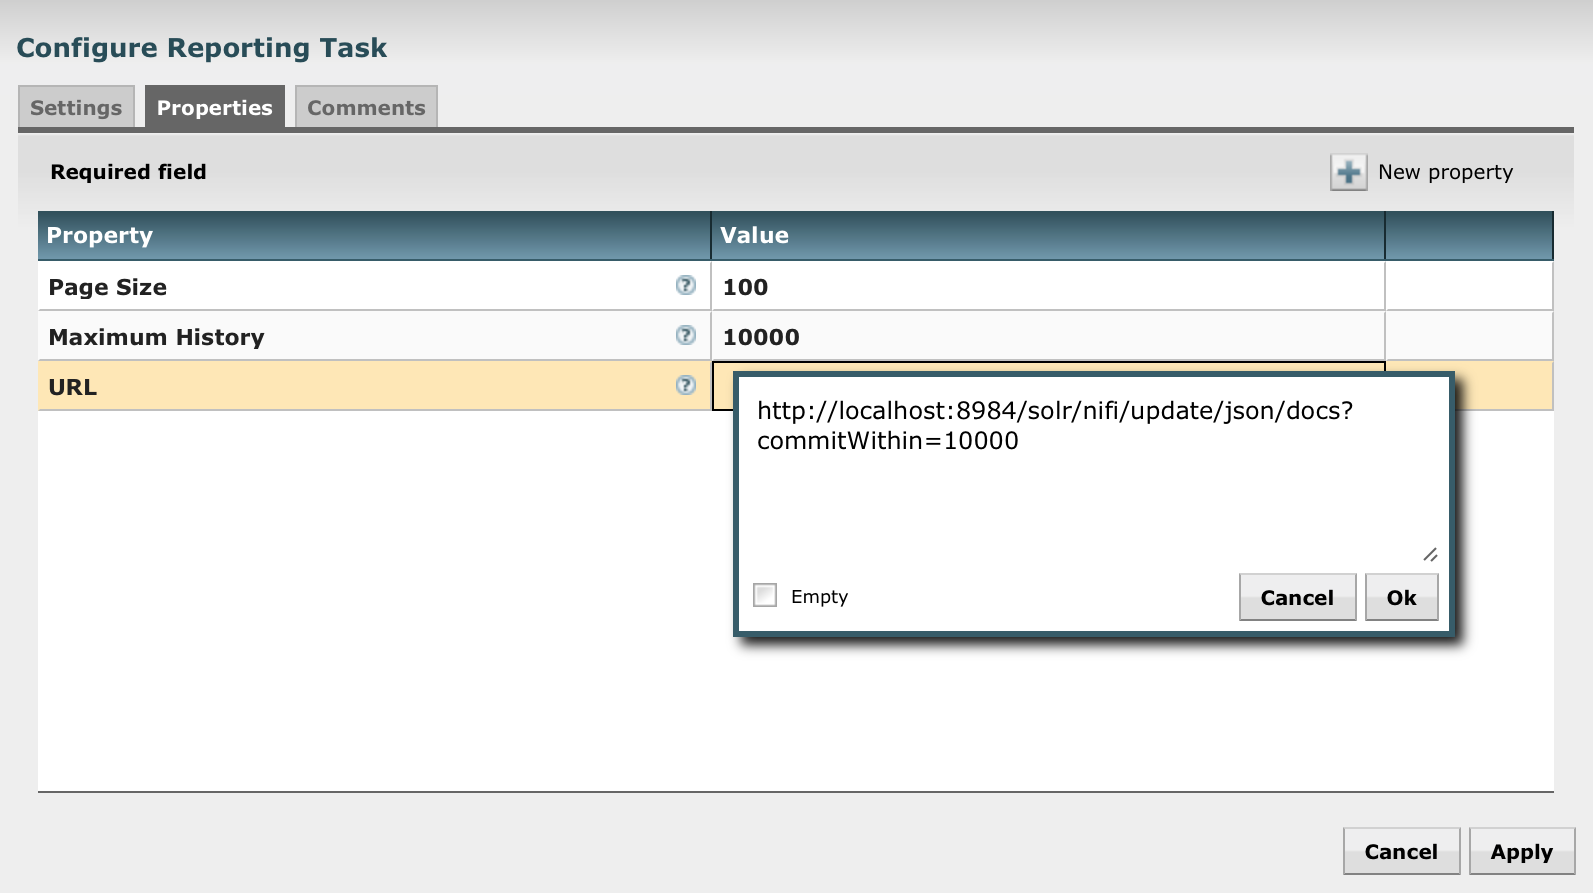 Configure Reporting Task
Settings Properties Comments
Required field
New property
Property Value
Page Size ? 100
Maximum History ? 10000
URL ?
http://localhost:8984/solr/nifi/update/json/docs?
commitWithin=10000
Empty
Cancel Ok
Cancel Apply